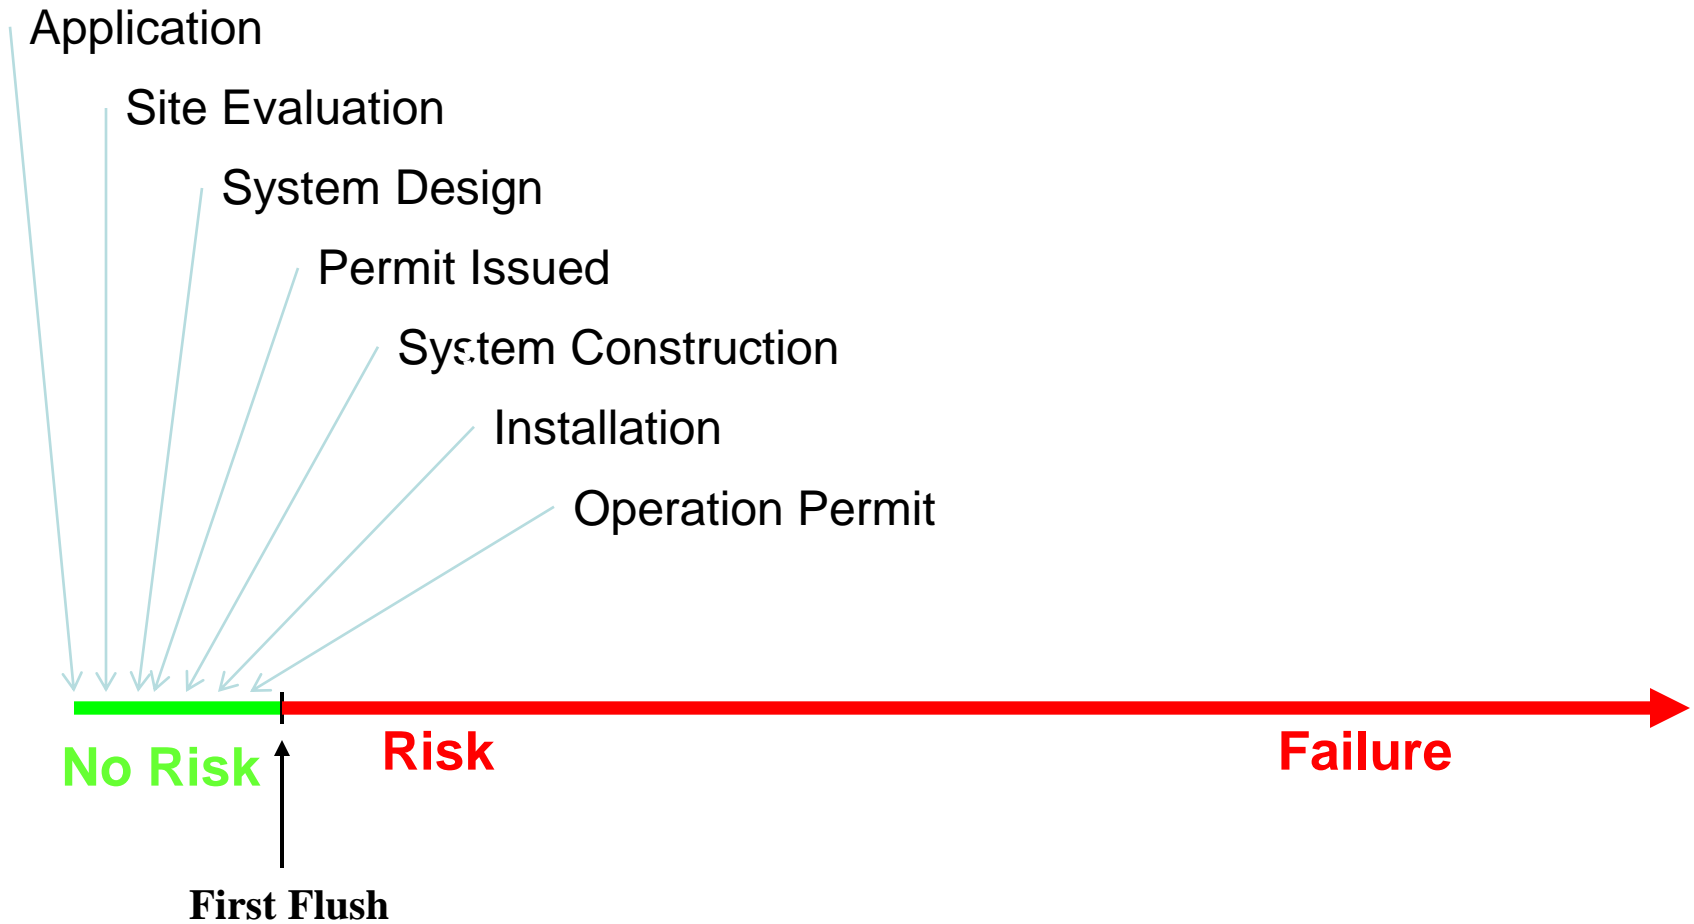 Application
Site Evaluation
System Design
Permit Issued
System Construction
Installation
Operation Permit
No Risk
Risk
Failure
First Flush